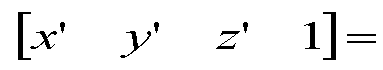 [x' y' z' 1]=